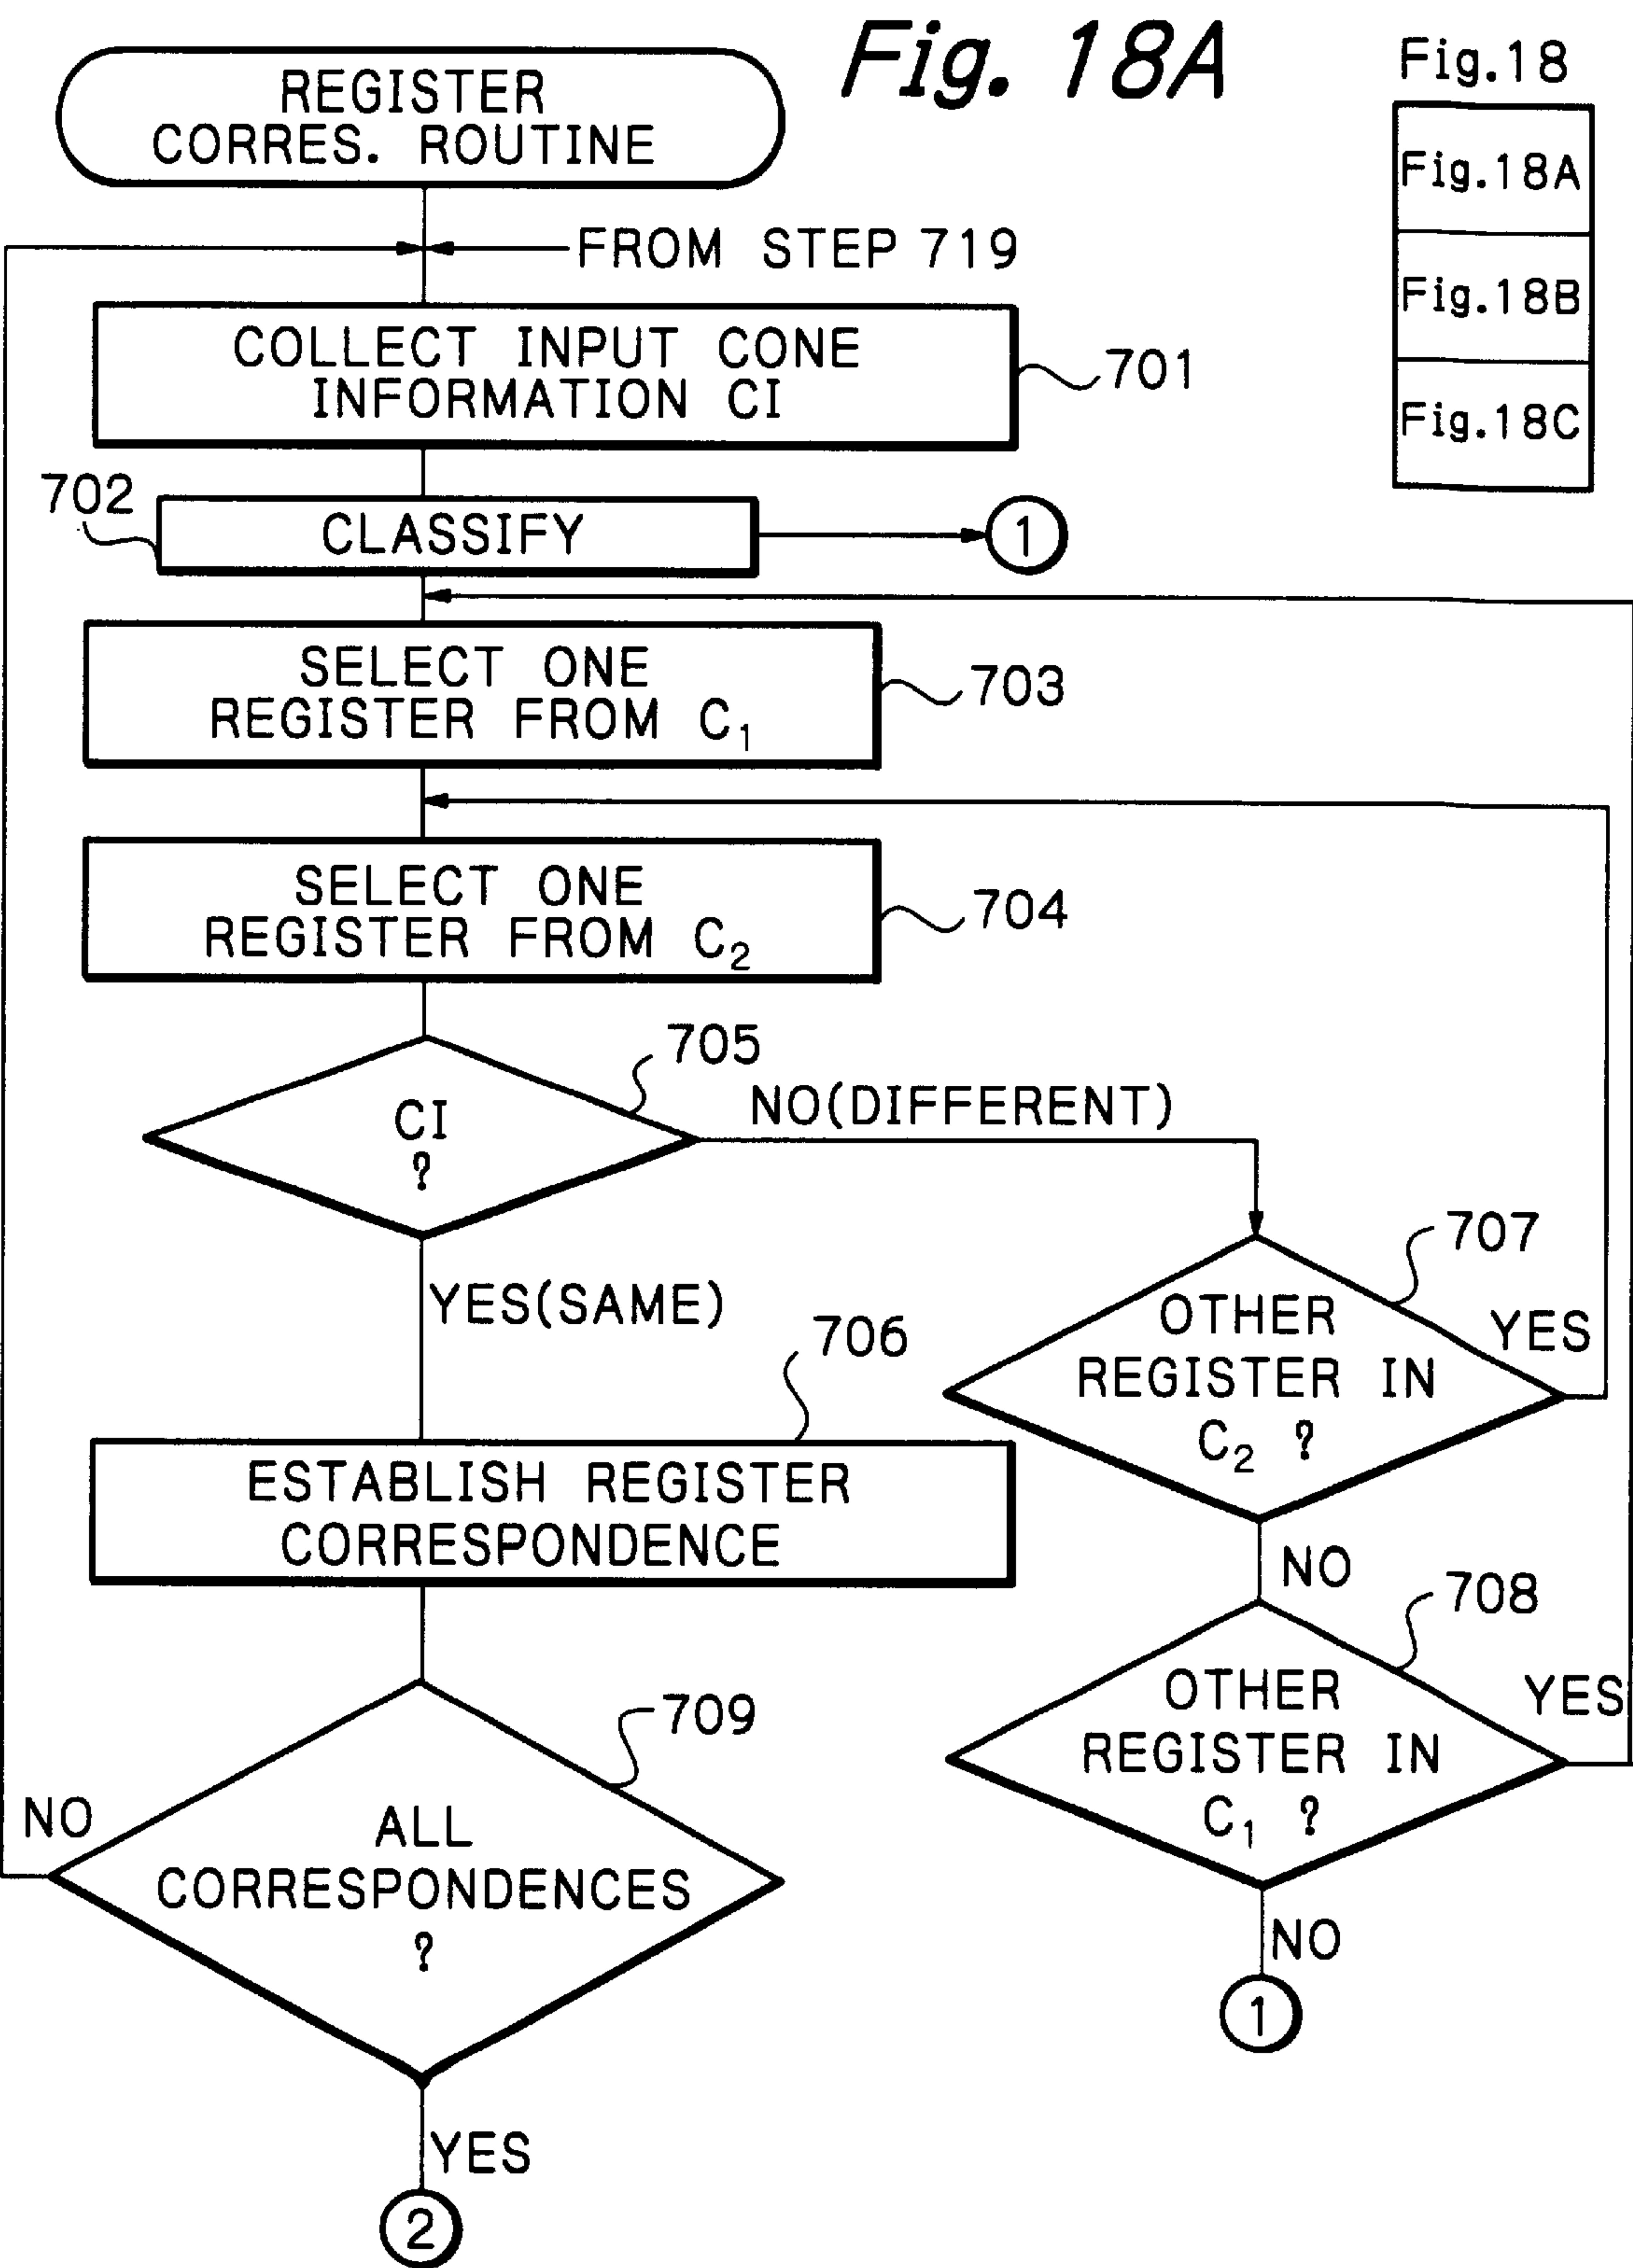 Fig. 18A
Fig.18
Fig.18A
Fig.18B
Fig.18C
REGISTER
CORRES. ROUTINE
FROM STEP 719
COLLECT INPUT CONE
INFORMATION CI
701
702
CLASSIFY
1
SELECT ONE
REGISTER FROM C₁
703
SELECT ONE
REGISTER FROM C₂
704
705
CI
?
NO(DIFFERENT)
YES(SAME)
707
OTHER
REGISTER IN
C₂ ?
YES
706
ESTABLISH REGISTER
CORRESPONDENCE
NO
708
OTHER
REGISTER IN
C₁ ?
YES
709
NO
ALL
CORRESPONDENCES
?
NO
1
YES
2